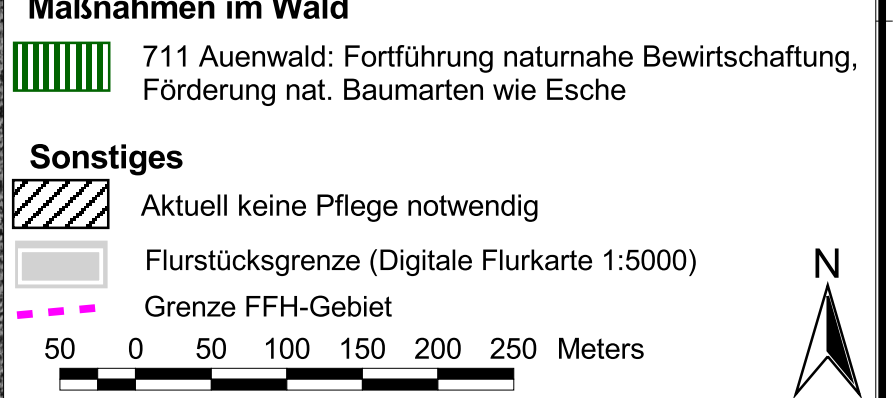 Maßnahmen im Wald
711 Auenwald: Fortführung naturnahe Bewirtschaftung,
Förderung nat. Baumarten wie Esche
Sonstiges
Aktuell keine Pflege notwendig
Flurstücksgrenze (Digitale Flurkarte 1:5000)
N
Grenze FFH-Gebiet
50 0 50 100 150 200 250 Meters